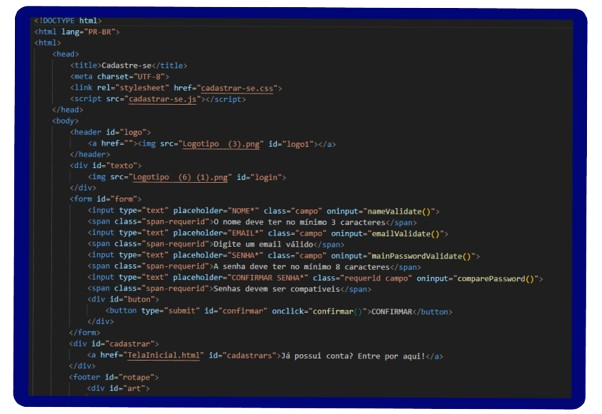 <!DOCTYPE html>
<html lang="PR-BR">
<html>
<head>
<title>Cadastre-se</title>
<meta charset="UTF-8">
<link rel="stylesheet" href="cadastrar-se.css">
<script src="cadastrar-se.js"></script>
</head>
<body>
<header id="logo">
<a href=""><img src="Logotipo  (3).png" id="logo1"></a>
</header>
<div id="texto">
<img src="Logotipo  (6) (1).png" id="login">
</div>
<form id="form">
<input type="text" placeholder="NOME*" class="campo" oninput="nameValidate()">
<span class="span-requerid">O nome deve ter no mínimo 3 caracteres</span>
<input type="text" placeholder="EMAIL*" class="campo" oninput="emailValidate()">
<span class="span-requerid">Digite um email válido</span>
<input type="text" placeholder="SENHA*" class="campo" oninput="mainPasswordValidate()">
<span class="span-requerid">A senha deve ter no mínimo 8 caracteres</span>
<input type="text" placeholder="CONFIRMAR SENHA*" class="requerid campo" oninput="comparePassword()">
<span class="span-requerid">Senhas devem ser compatíveis</span>
<div id="buton">
<button type="submit" id="confirmar" onclick="confirmar()">CONFIRMAR</button>
</div>
</form>
<div id="cadastrar">
<a href="TelaInicial.html" id="cadastrars">Já possui conta? Entre por aqui!</a>
</div>
<footer id="rotape">
<div id="art">